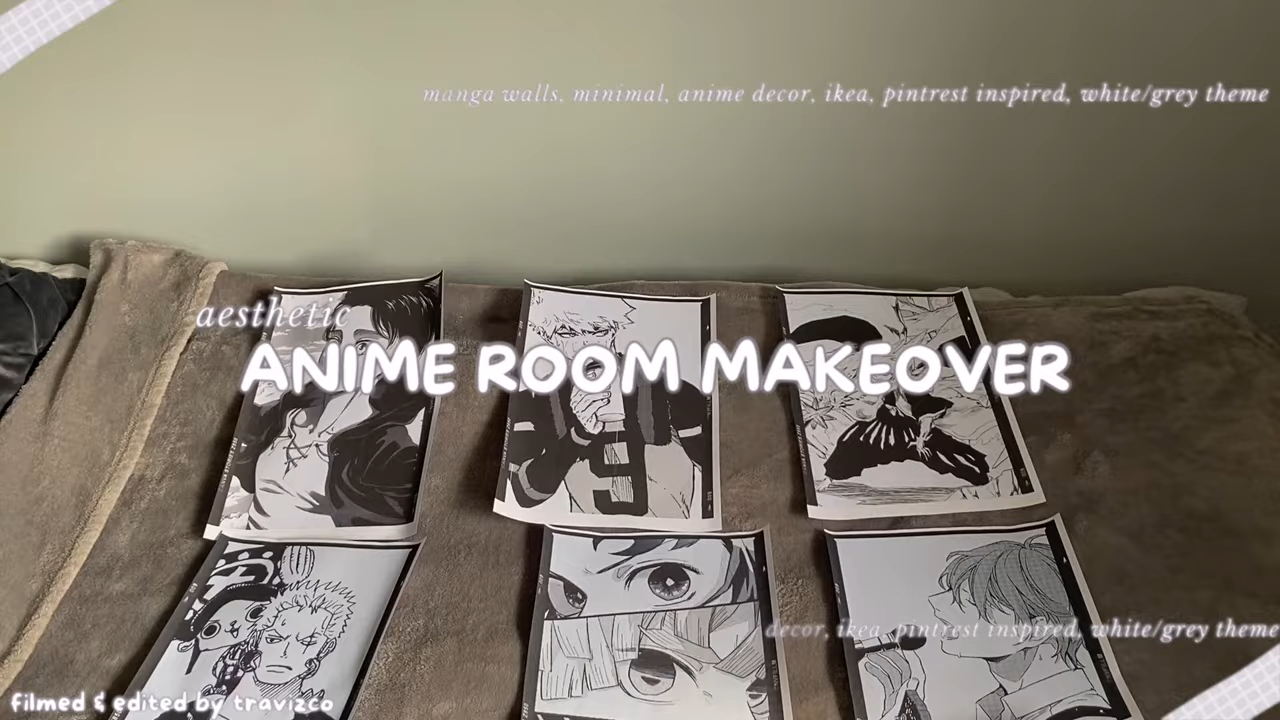 manga walls, minimal, anime decor, ikea, pintrest inspired, white/grey theme
aesthetic
ANIME ROOM MAKEOVER
9
decor, ikea, pintrest inspired, white/grey theme
filmed & edited by travizco